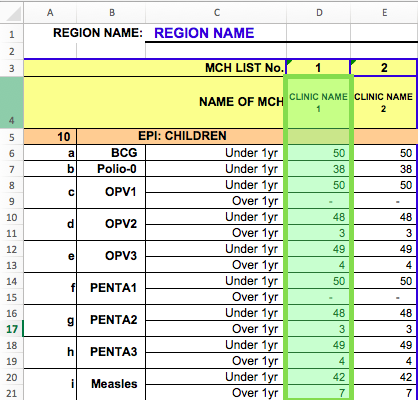 A B C D E
1 REGION NAME: REGION NAME
2
3 MCH LIST No. 1 2
4 NAME OF MCH CLINIC NAME 1 CLINIC NAME 2
5 10 EPI: CHILDREN
6 a BCG Under 1yr 50 50
7 b Polio-0 Under 1yr 38 38
8 c OPV1 Under 1yr 50 50
9 Over 1yr - -
10 d OPV2 Under 1yr 48 48
11 Over 1yr 3 3
12 e OPV3 Under 1yr 49 49
13 Over 1yr 4 4
14 f PENTA1 Under 1yr 50 50
15 Over 1yr - -
16 g PENTA2 Under 1yr 48 48
17 Over 1yr 3 3
18 h PENTA3 Under 1yr 49 49
19 Over 1yr 4 4
20 i Measles Under 1yr 42 42
21 Over 1yr 7 7